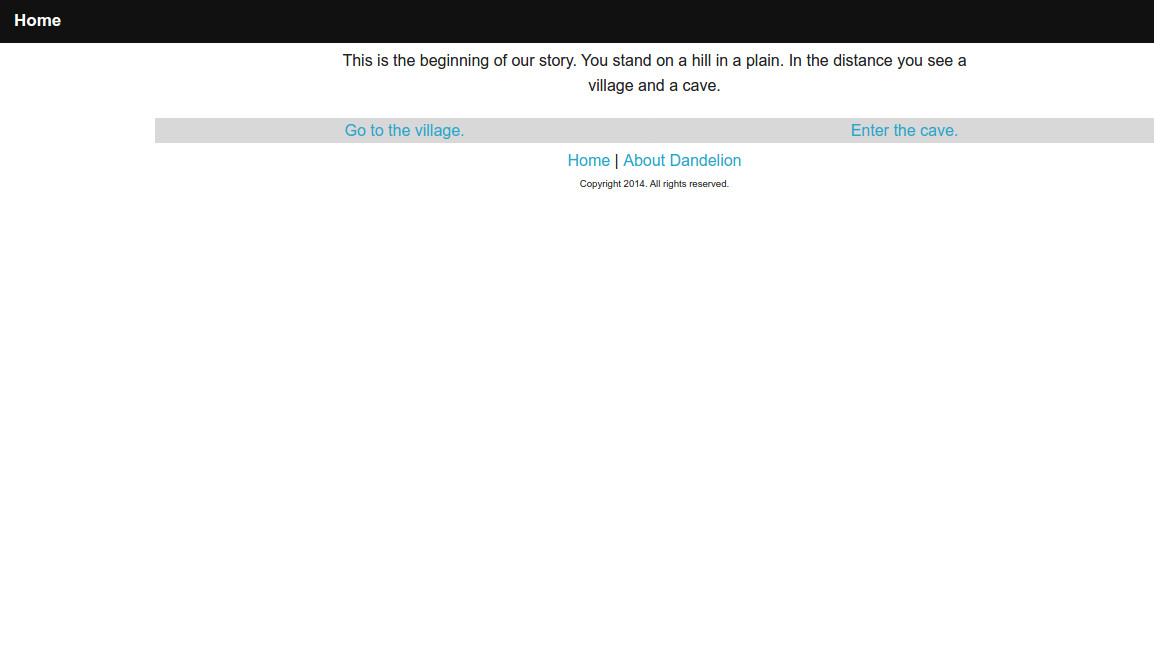 Home
This is the beginning of our story. You stand on a hill in a plain. In the distance you see a
village and a cave.
Go to the village. Enter the cave.
Home | About Dandelion
Copyright 2014. All rights reserved.